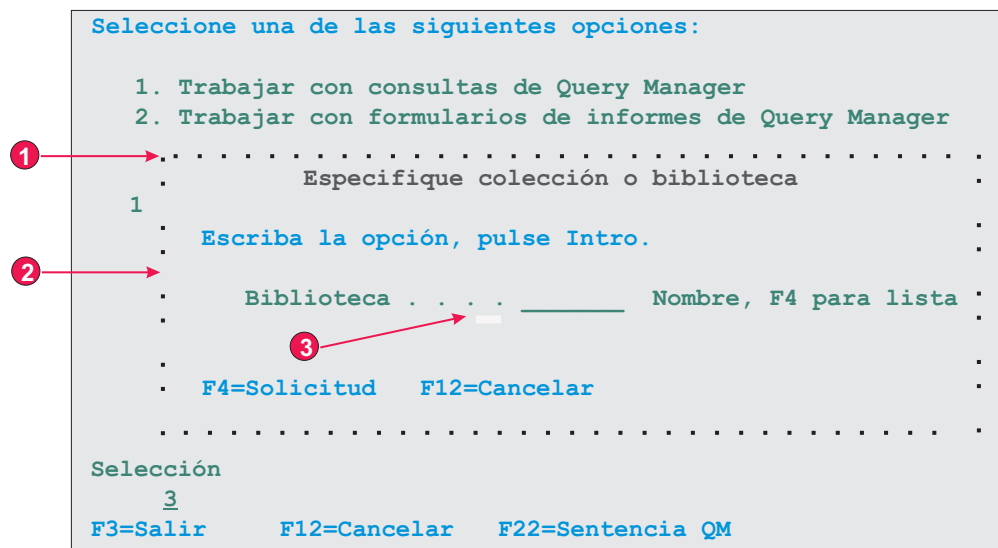 Seleccione una de las siguientes opciones:
1. Trabajar con consultas de Query Manager
2. Trabajar con formularios de informes de Query Manager
1
Especifique colección o biblioteca
1
Escriba la opción, pulse Intro.
2
Biblioteca . . . . ________ Nombre, F4 para lista
3
F4=Solicitud F12=Cancelar
Selección
3
F3=Salir F12=Cancelar F22=Sentencia QM